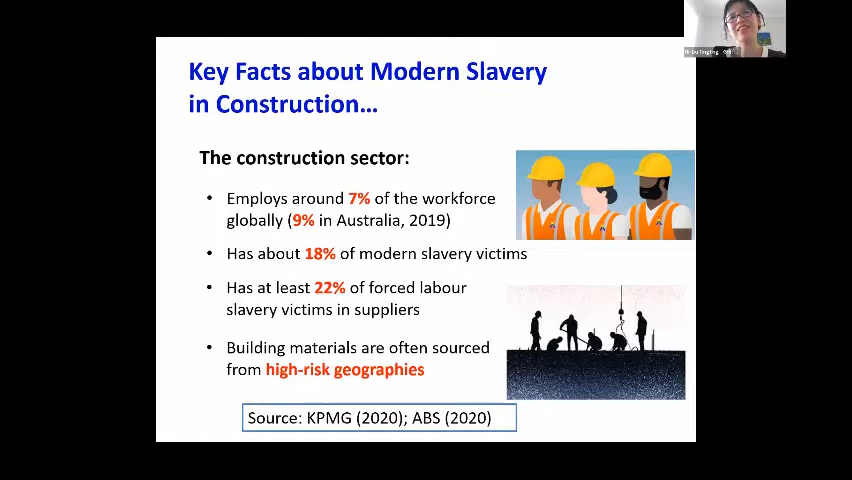 Key Facts about Modern Slavery
in Construction…
The construction sector:
• Employs around 7% of the workforce
globally (9% in Australia, 2019)
• Has about 18% of modern slavery victims
• Has at least 22% of forced labour
slavery victims in suppliers
• Building materials are often sourced
from high-risk geographies
Source: KPMG (2020); ABS (2020)